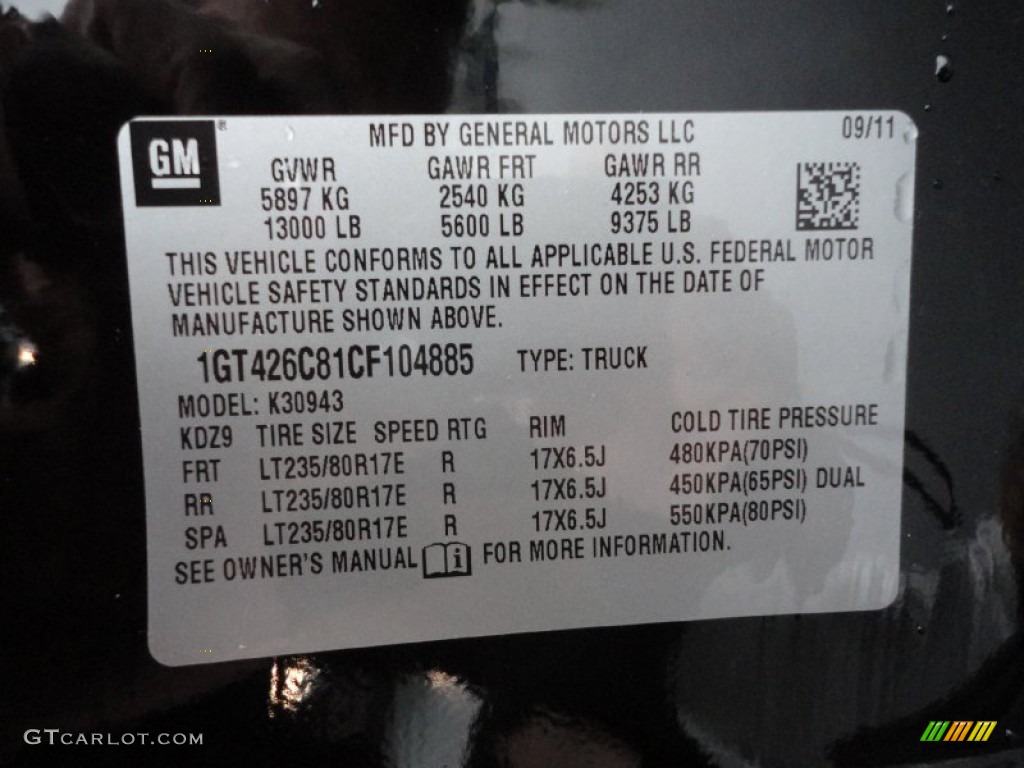 GM®
MFD BY GENERAL MOTORS LLC 09/11
GVWR GAWR FRT GAWR RR
5897 KG 2540 KG 4253 KG
13000 LB 5600 LB 9375 LB
THIS VEHICLE CONFORMS TO ALL APPLICABLE U.S. FEDERAL MOTOR
VEHICLE SAFETY STANDARDS IN EFFECT ON THE DATE OF
MANUFACTURE SHOWN ABOVE.
1GT426C81CF104885 TYPE: TRUCK
MODEL: K30943
KDZ9 TIRE SIZE SPEED RTG RIM COLD TIRE PRESSURE
FRT LT235/80R17E R 17X6.5J 480KPA(70PSI)
RR LT235/80R17E R 17X6.5J 450KPA(65PSI) DUAL
SPA LT235/80R17E R 17X6.5J 550KPA(80PSI)
SEE OWNER'S MANUAL i FOR MORE INFORMATION.
GTCARLOT.COM